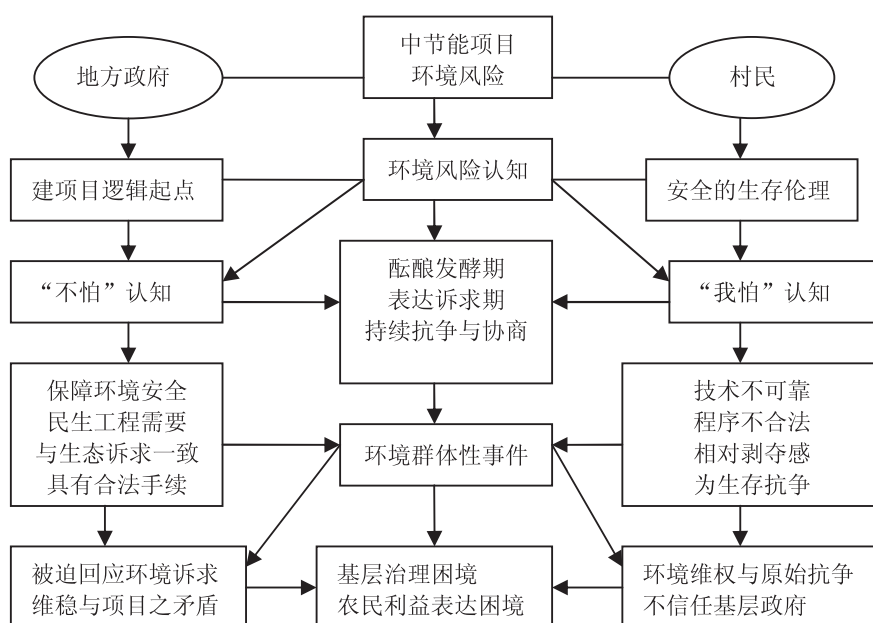 中节能项目
环境风险
地方政府
村民
建项目逻辑起点
环境风险认知
安全的生存伦理
“不怕”认知
酝酿发酵期
表达诉求期
持续抗争与协商
“我怕”认知
保障环境安全
民生工程需要
与生态诉求一致
具有合法手续
环境群体性事件
技术不可靠
程序不合法
相对剥夺感
为生存抗争
被迫回应环境诉求
维稳与项目之矛盾
基层治理困境
农民利益表达困境
环境维权与原始抗争
不信任基层政府